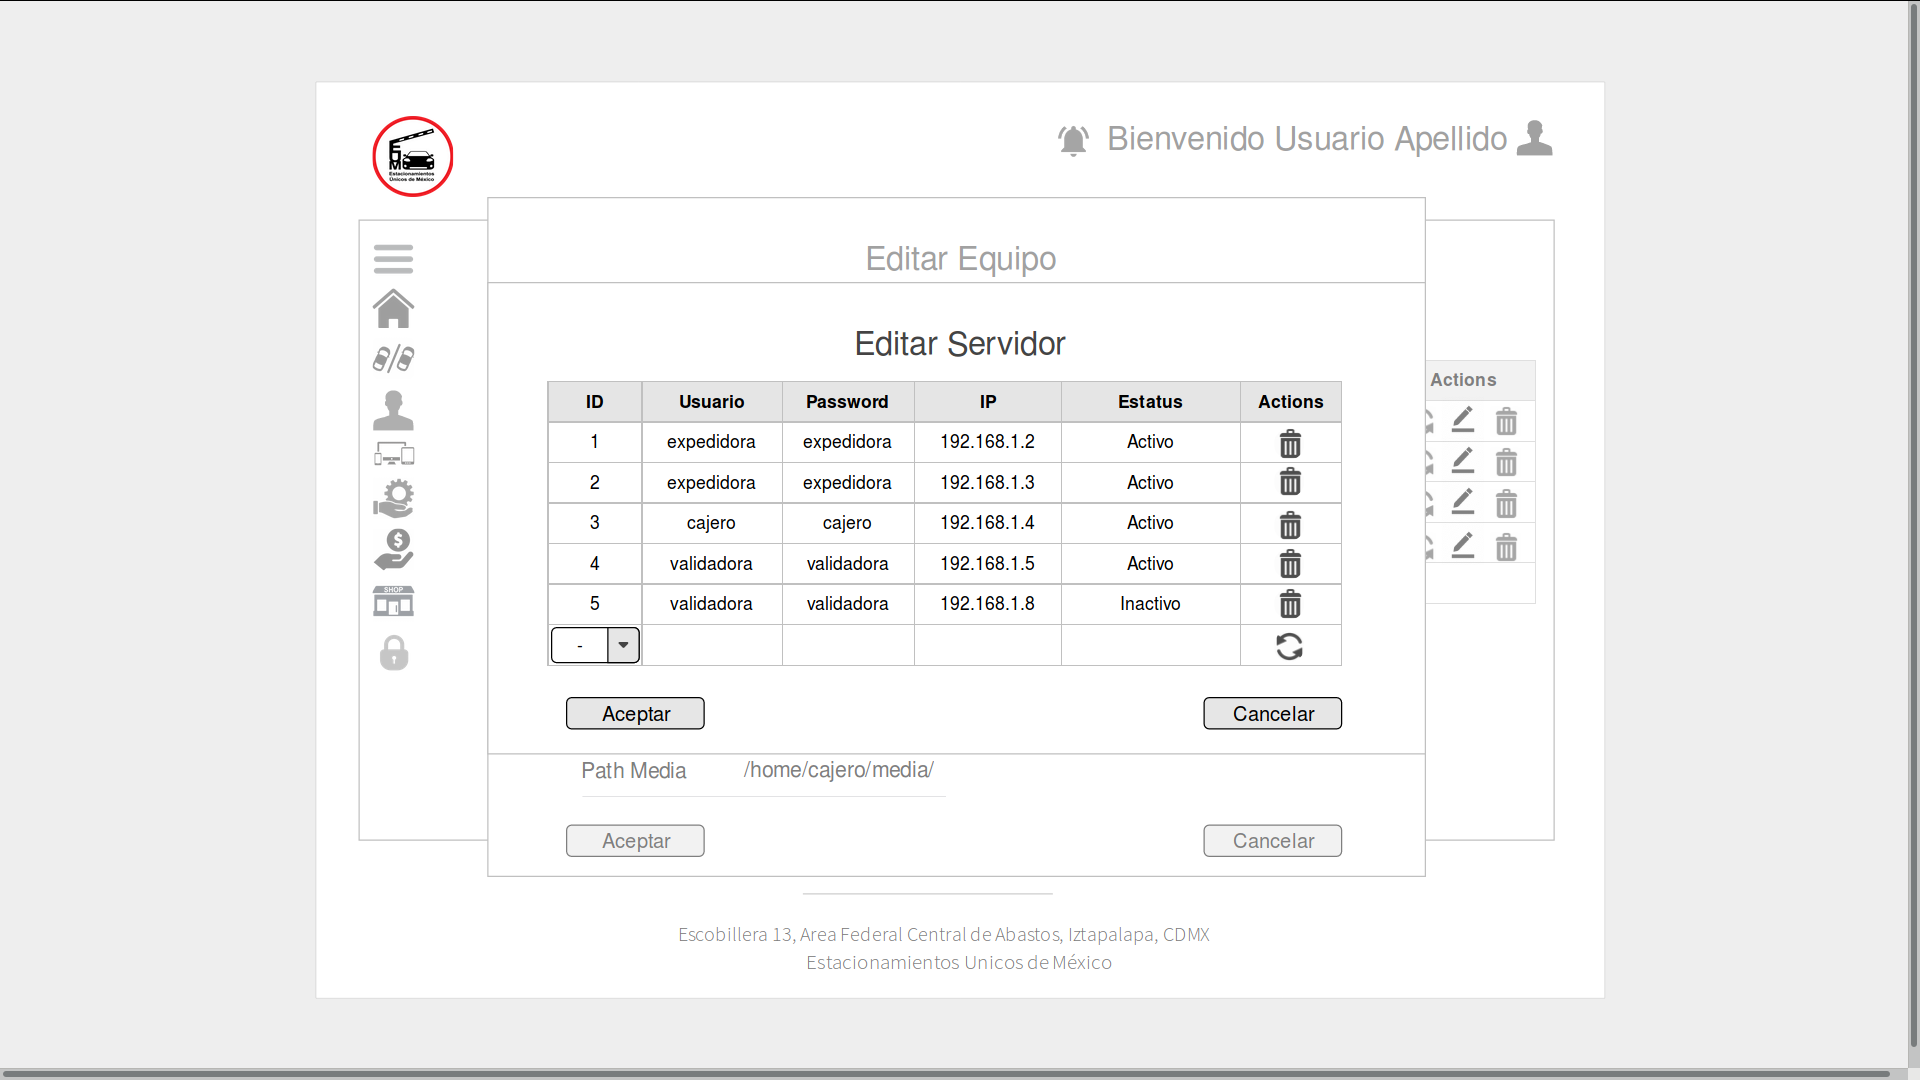 Bienvenido Usuario Apellido
EUM
Estacionamientos
Únicos de México
Editar Equipo
Editar Servidor
ID Usuario Password IP Estatus Actions
1 expedidora expedidora 192.168.1.2 Activo
2 expedidora expedidora 192.168.1.3 Activo
3 cajero cajero 192.168.1.4 Activo
4 validadora validadora 192.168.1.5 Activo
5 validadora validadora 192.168.1.8 Inactivo
-
Actions
SHOP
Aceptar Cancelar
Path Media /home/cajero/media/
Aceptar Cancelar
Escobillera 13, Area Federal Central de Abastos, Iztapalapa, CDMX
Estacionamientos Unicos de México